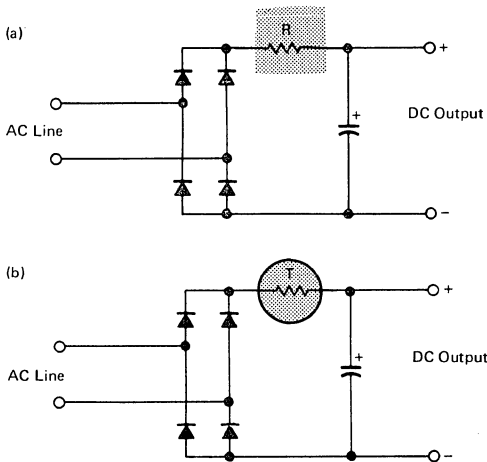 (a)
R
+
AC Line
+
DC Output
−
(b)
T
+
AC Line
+
DC Output
−